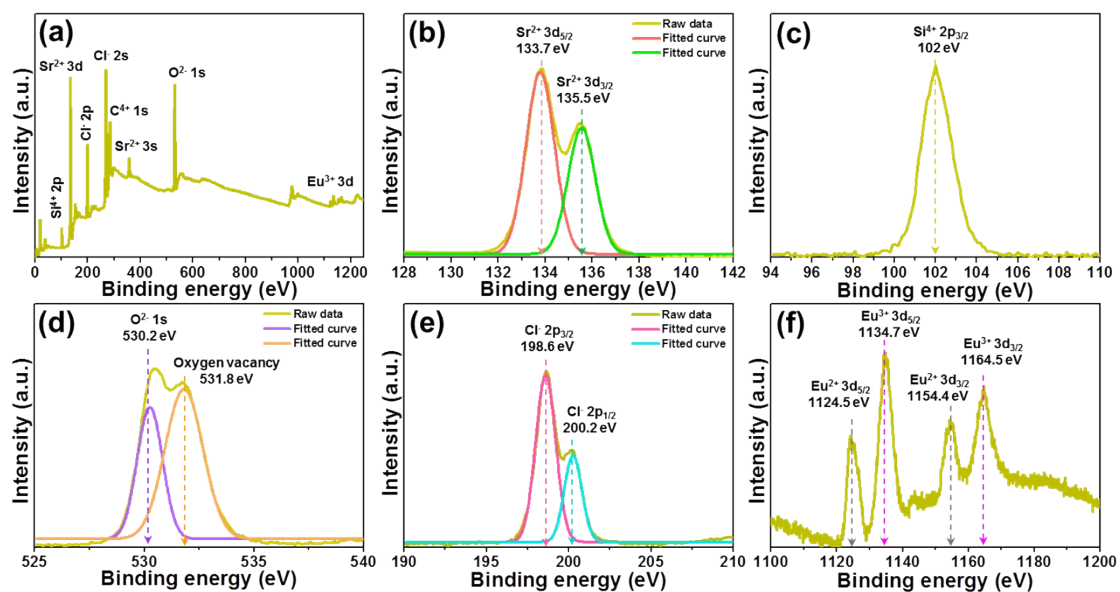 (a)
Sr²⁺ 3d
Cl⁻ 2s
O²⁻ 1s
C⁴⁺ 1s
Cl⁻ 2p
Sr²⁺ 3s
Si⁴⁺ 2p
Eu³⁺ 3d
Intensity (a.u.)
0 200 400 600 800 1000 1200
Binding energy (eV)
(b)
Sr²⁺ 3d₅/₂
133.7 eV
Raw data
Fitted curve
Fitted curve
Sr²⁺ 3d₃/₂
135.5 eV
Intensity (a.u.)
128 130 132 134 136 138 140 142
Binding energy (eV)
(c)
Si⁴⁺ 2p₃/₂
102 eV
Intensity (a.u.)
94 96 98 100 102 104 106 108 110
Binding energy (eV)
(d)
O²⁻ 1s
530.2 eV
Raw data
Fitted curve
Fitted curve
Oxygen vacancy
531.8 eV
Intensity (a.u.)
525 530 535 540
Binding energy (eV)
(e)
Cl⁻ 2p₃/₂
198.6 eV
Raw data
Fitted curve
Fitted curve
Cl⁻ 2p₁/₂
200.2 eV
Intensity (a.u.)
190 195 200 205 210
Binding energy (eV)
(f)
Eu³⁺ 3d₅/₂
1134.7 eV
Eu³⁺ 3d₃/₂
1164.5 eV
Eu²⁺ 3d₅/₂
1124.5 eV
Eu²⁺ 3d₃/₂
1154.4 eV
Intensity (a.u.)
1100 1120 1140 1160 1180 1200
Binding energy (eV)